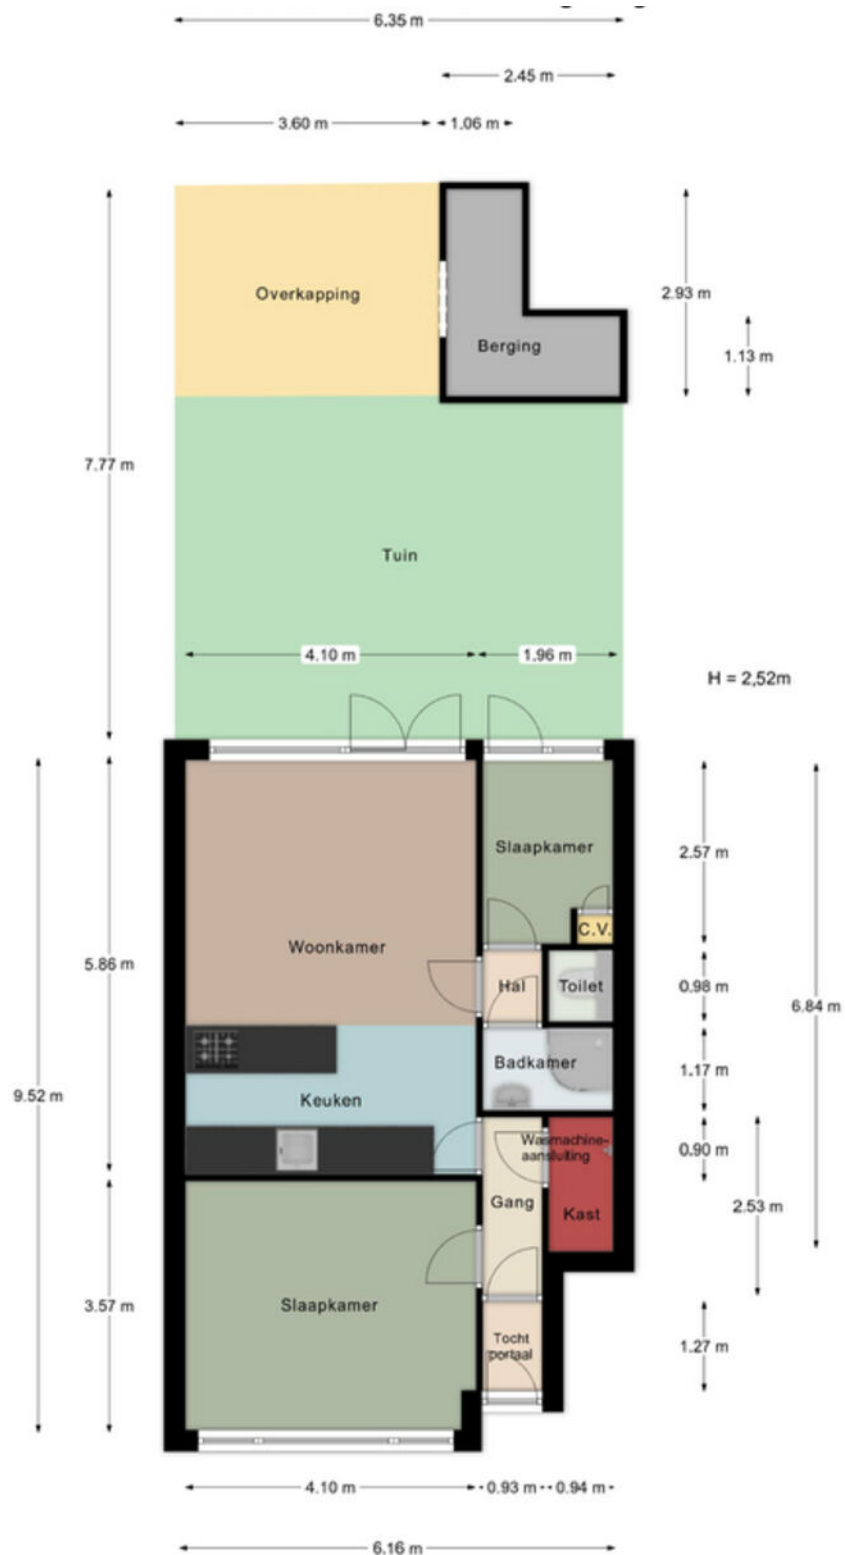 6.35 m
2.45 m
3.60 m
1.06 m
Overkapping
2.93 m
Berging
1.13 m
7.77 m
Tuin
4.10 m
1.96 m
H = 2,52m
Slaapkamer
2.57 m
C.V.
Woonkamer
5.86 m
Hal
Toilet
0.98 m
6.84 m
Badkamer
1.17 m
9.52 m
Keuken
Wasmachine-
aansluiting
0.90 m
Gang
Kast
2.53 m
Slaapkamer
3.57 m
Tocht
portaal
1.27 m
4.10 m
0.93 m
0.94 m
6.16 m